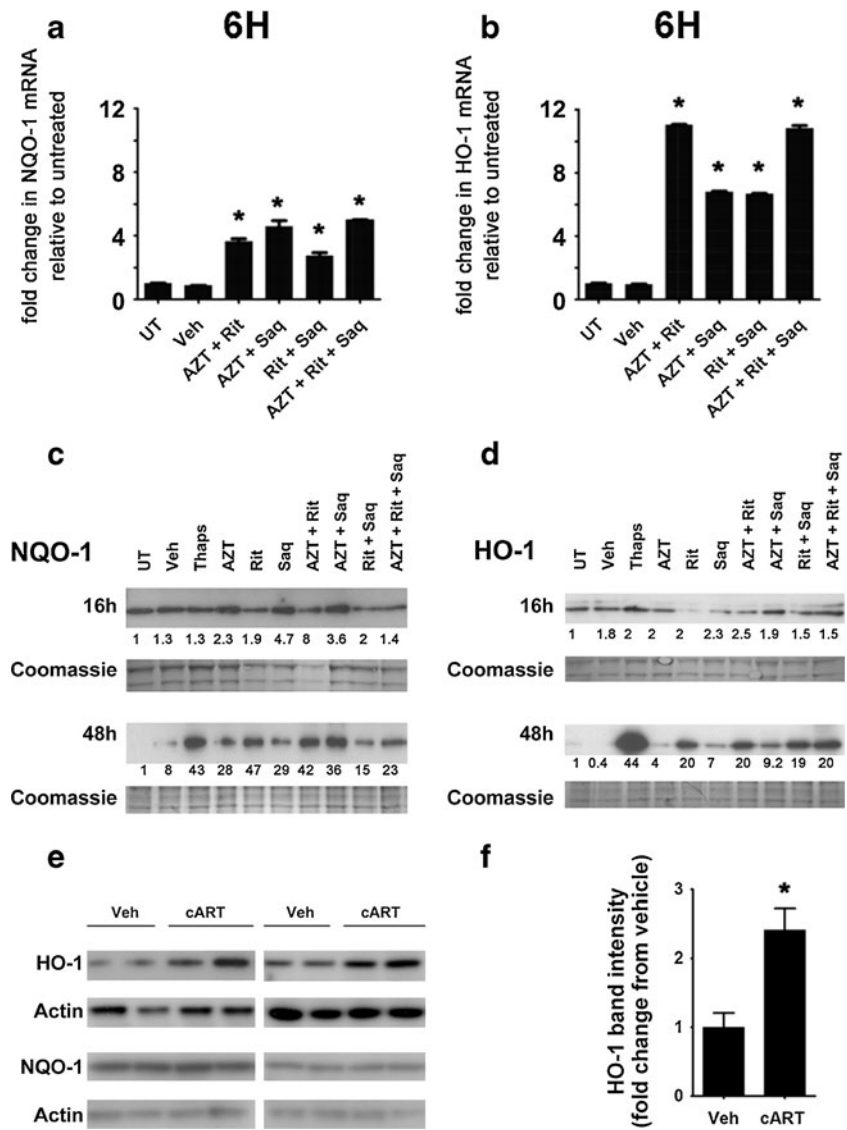 a 6H
fold change in NQO-1 mRNA
relative to untreated
12
8
4
0
* * * *
UT Veh AZT + Rit AZT + Saq Rit + Saq AZT + Rit + Saq
b 6H
fold change in HO-1 mRNA
relative to untreated
12
8
4
0
* * * *
UT Veh AZT + Rit AZT + Saq Rit + Saq AZT + Rit + Saq
c
NQO-1
UT Veh Thaps AZT Rit Saq AZT + Rit AZT + Saq Rit + Saq AZT + Rit + Saq
16h
1 1.3 1.3 2.3 1.9 4.7 8 3.6 2 1.4
Coomassie
48h
1 8 43 28 47 29 42 36 15 23
Coomassie
d
HO-1
UT Veh Thaps AZT Rit Saq AZT + Rit AZT + Saq Rit + Saq AZT + Rit + Saq
16h
1 1.8 2 2 2 2.3 2.5 1.9 1.5 1.5
Coomassie
48h
1 0.4 44 4 20 7 20 9.2 19 20
Coomassie
e
Veh cART Veh cART
HO-1
Actin
NQO-1
Actin
f
HO-1 band intensity
(fold change from vehicle)
3
2
1
0
*
Veh cART